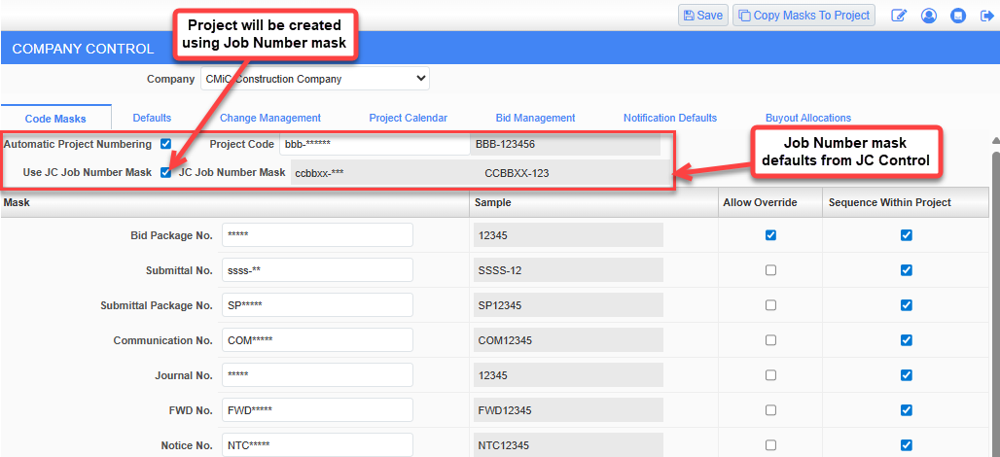 Save
Copy Masks To Project
Project will be created
using Job Number mask
COMPANY CONTROL
Company CMiC Construction Company
Code Masks Defaults Change Management Project Calendar Bid Management Notification Defaults Buyout Allocations
Automatic Project Numbering Project Code bbb-****** BBB-123456
Use JC Job Number Mask JC Job Number Mask ccbbxx-*** CCBBXX-123
Job Number mask
defaults from JC Control
Mask Sample Allow Override Sequence Within Project
Bid Package No. ***** 12345
Submittal No. ssss-** SSSS-12
Submittal Package No. SP***** SP12345
Communication No. COM***** COM12345
Journal No. ***** 12345
FWD No. FWD***** FWD12345
Notice No. NTC***** NTC12345